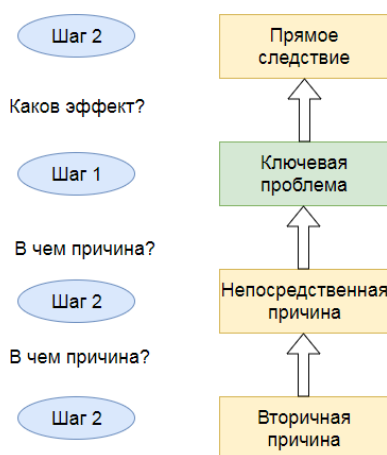 Шаг 2
Прямое
следствие
Каков эффект?
Шаг 1
Ключевая
проблема
В чем причина?
Шаг 2
Непосредственная
причина
В чем причина?
Шаг 2
Вторичная
причина